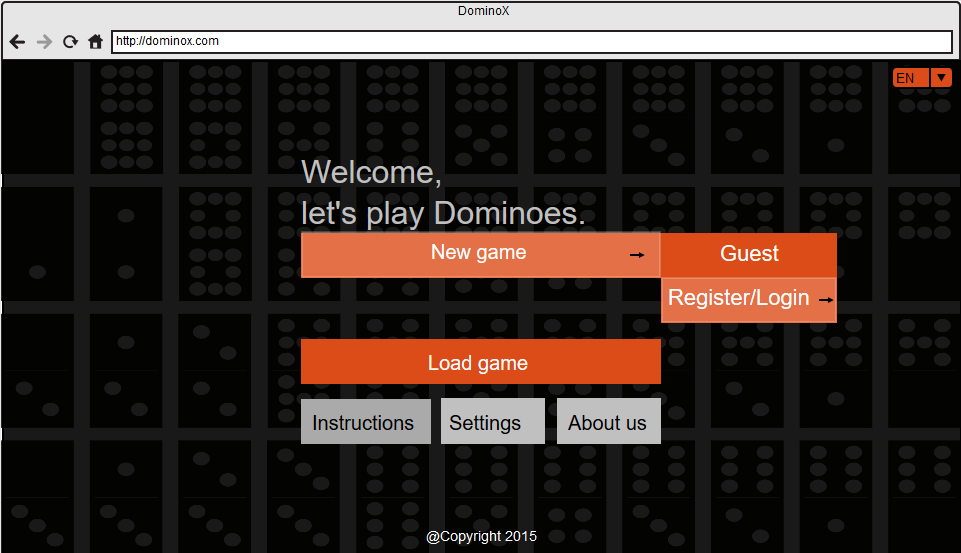 DominoX
http://dominox.com
EN
Welcome,
let's play Dominoes.
New game
Guest
Register/Login
Load game
Instructions
Settings
About us
@Copyright 2015